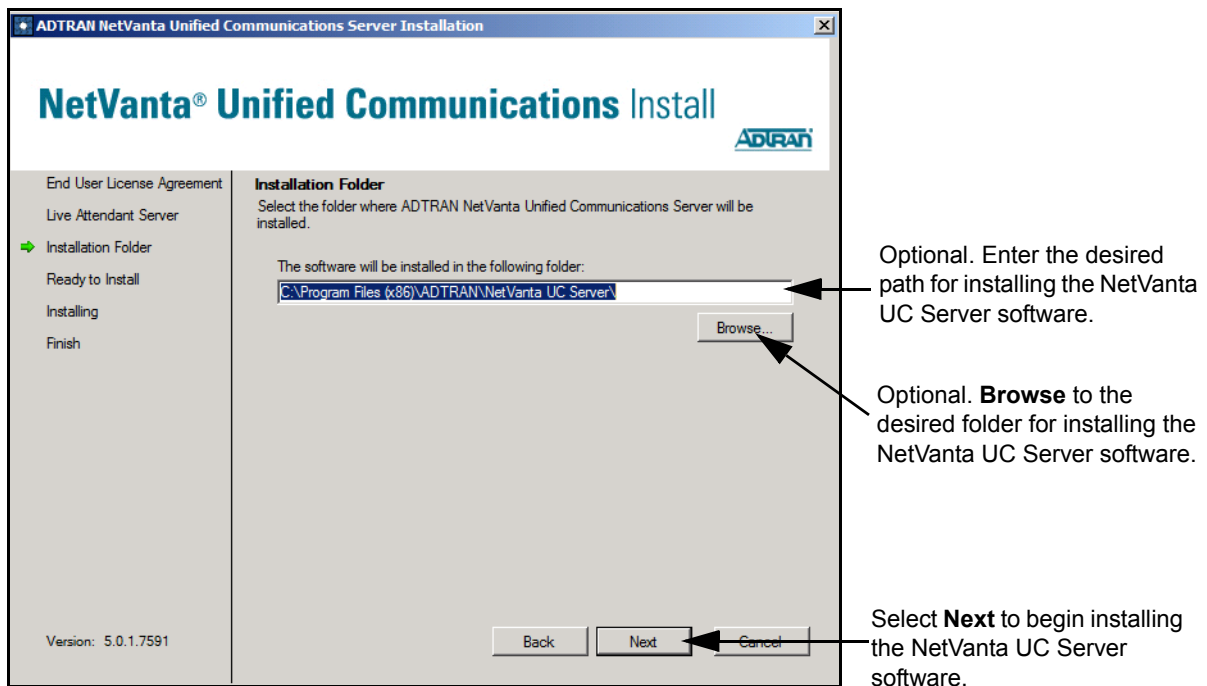 ADTRAN NetVanta Unified Communications Server Installation
NetVanta® Unified Communications Install
ADTRAN
End User License Agreement
Live Attendant Server
Installation Folder
Ready to Install
Installing
Finish
Installation Folder
Select the folder where ADTRAN NetVanta Unified Communications Server will be
installed.
The software will be installed in the following folder:
C:\Program Files (x86)\ADTRAN\NetVanta UC Server\
Browse...
Optional. Enter the desired
path for installing the NetVanta
UC Server software.
Optional. Browse to the
desired folder for installing the
NetVanta UC Server software.
Version: 5.0.1.7591
Back
Next
Cancel
Select Next to begin installing
the NetVanta UC Server
software.